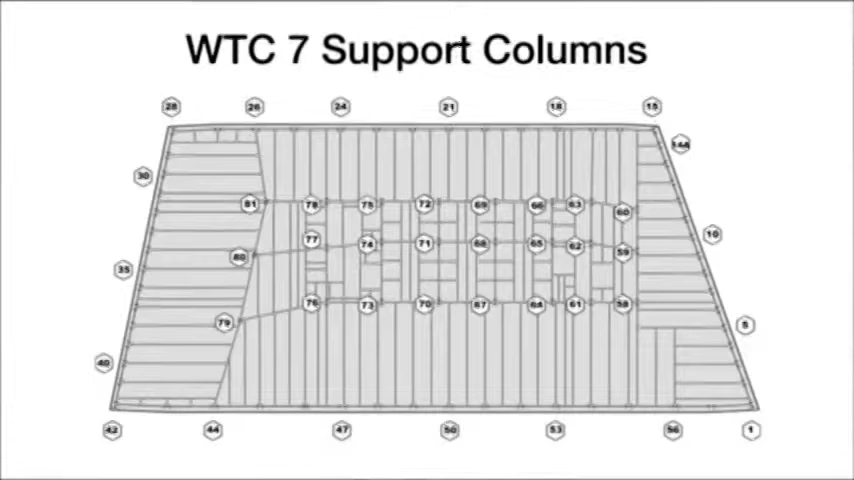 WTC 7 Support Columns
28 26 24 21 18 15
14A
30
81 78 75 72 69 66 63 60
10
77 74 71 68 65 62 59
80
35
76 73 70 67 64 61 58
79
5
40
42 44 47 50 53 56 1